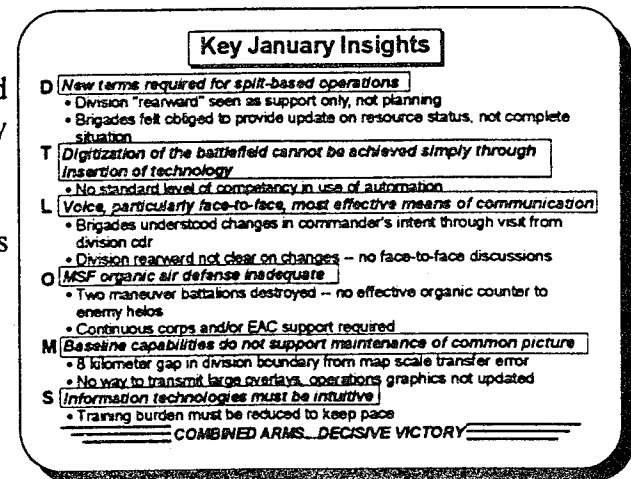 Key January Insights
D New terms required for split-based operations
• Division "rearward" seen as support only, not planning
• Brigades felt obliged to provide update on resource status, not complete
situation
T Digitization of the battlefield cannot be achieved simply through
insertion of technology
• No standard level of competancy in use of automation
L Voice, particularly face-to-face, most effective means of communication
• Brigades understood changes in commander's intent through visit from
division cdr
• Division rearward not clear on changes -- no face-to-face discussions
O MSF organic air defense inadequate
• Two maneuver battalions destroyed -- no effective organic counter to
enemy helos
• Continuous corps and/or EAC support required
M Baseline capabilities do not support maintenance of common picture
• 8 kilometer gap in division boundary from map scale transfer error
• No way to transmit large overlays, operations graphics not updated
S Information technologies must be intuitive
• Training burden must be reduced to keep pace
COMBINED ARMS...DECISIVE VICTORY